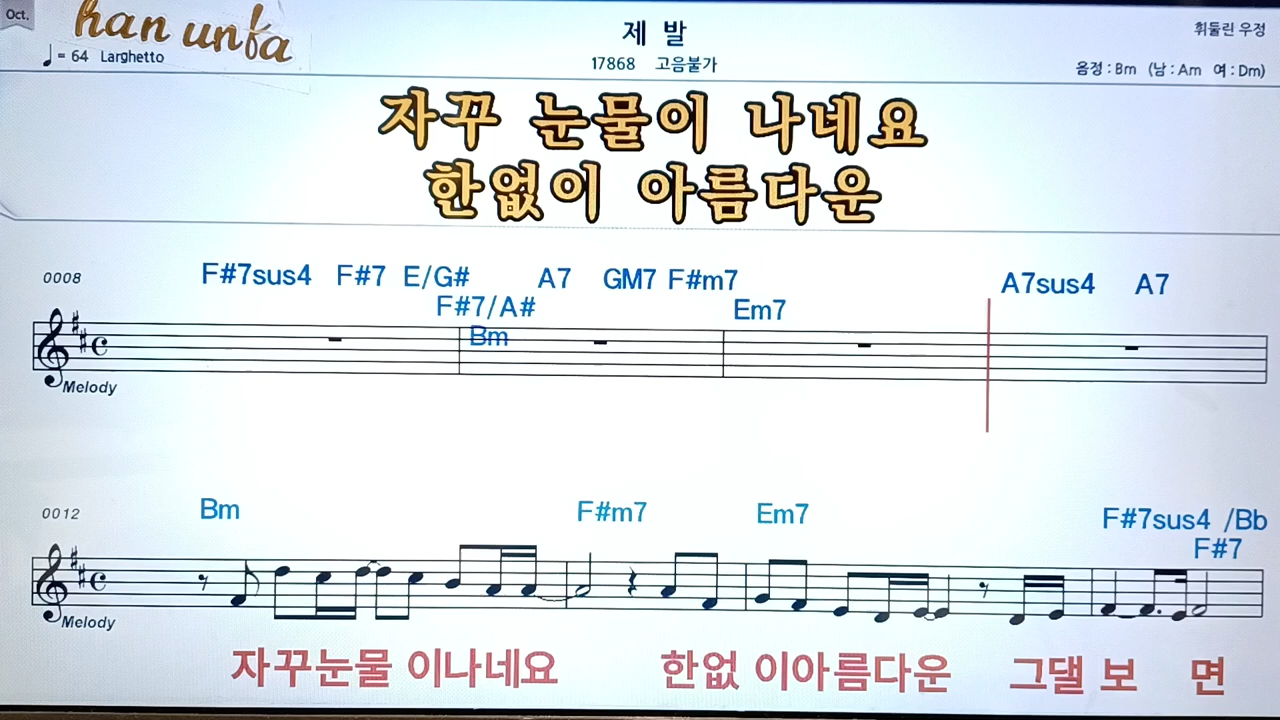 Oct.
han unfa
제 발
휘둘린 우정
♩= 64 Larghetto
17868 고음불가
음정 : Bm (남 : Am 여 : Dm)
자꾸 눈물이 나네요
한없이 아름다운
0008
F#7sus4 F#7 E/G# A7 GM7 F#m7 A7sus4 A7
F#7/A# Em7
Bm
Melody
0012
Bm F#m7 Em7 F#7sus4 /Bb
F#7
Melody
자꾸눈물 이나네요 한없 이아름다운 그댈 보 면